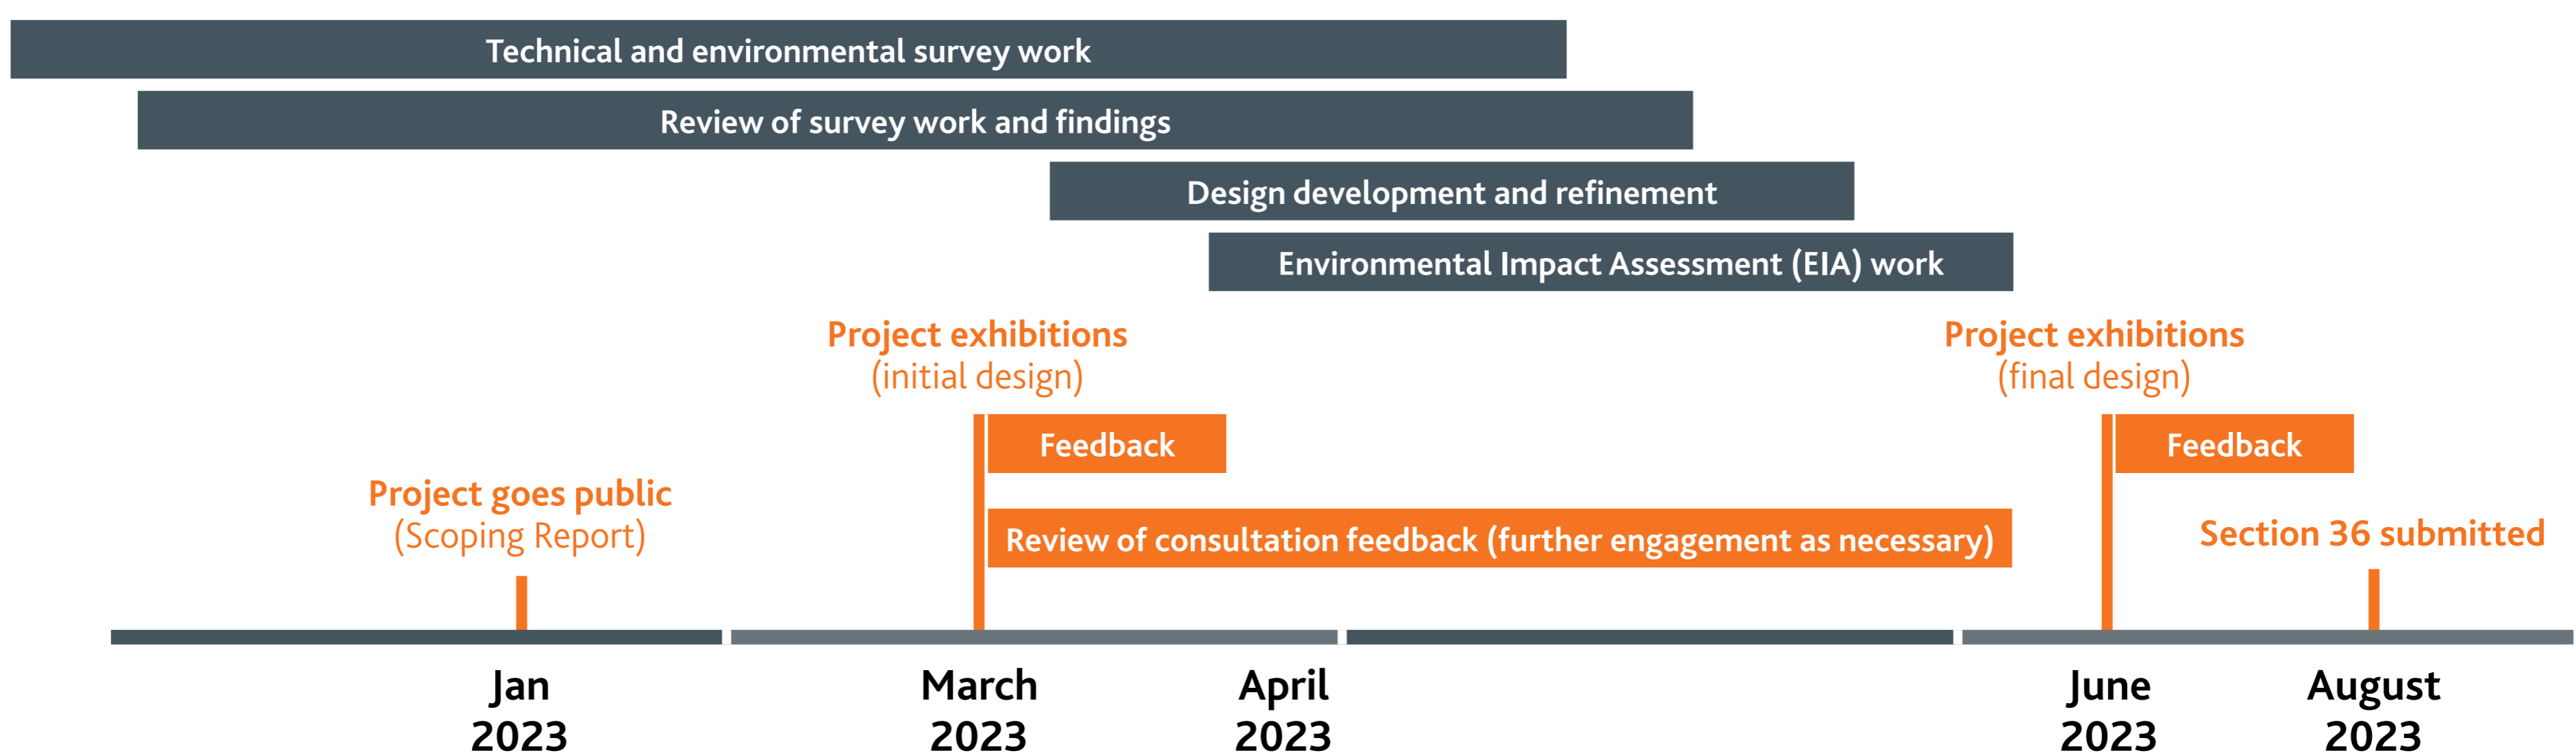 Technical and environmental survey work
Review of survey work and findings
Design development and refinement
Environmental Impact Assessment (EIA) work
Project exhibitions
(initial design)
Project exhibitions
(final design)
Feedback
Feedback
Project goes public
(Scoping Report)
Review of consultation feedback (further engagement as necessary)
Section 36 submitted
Jan
2023
March
2023
April
2023
June
2023
August
2023